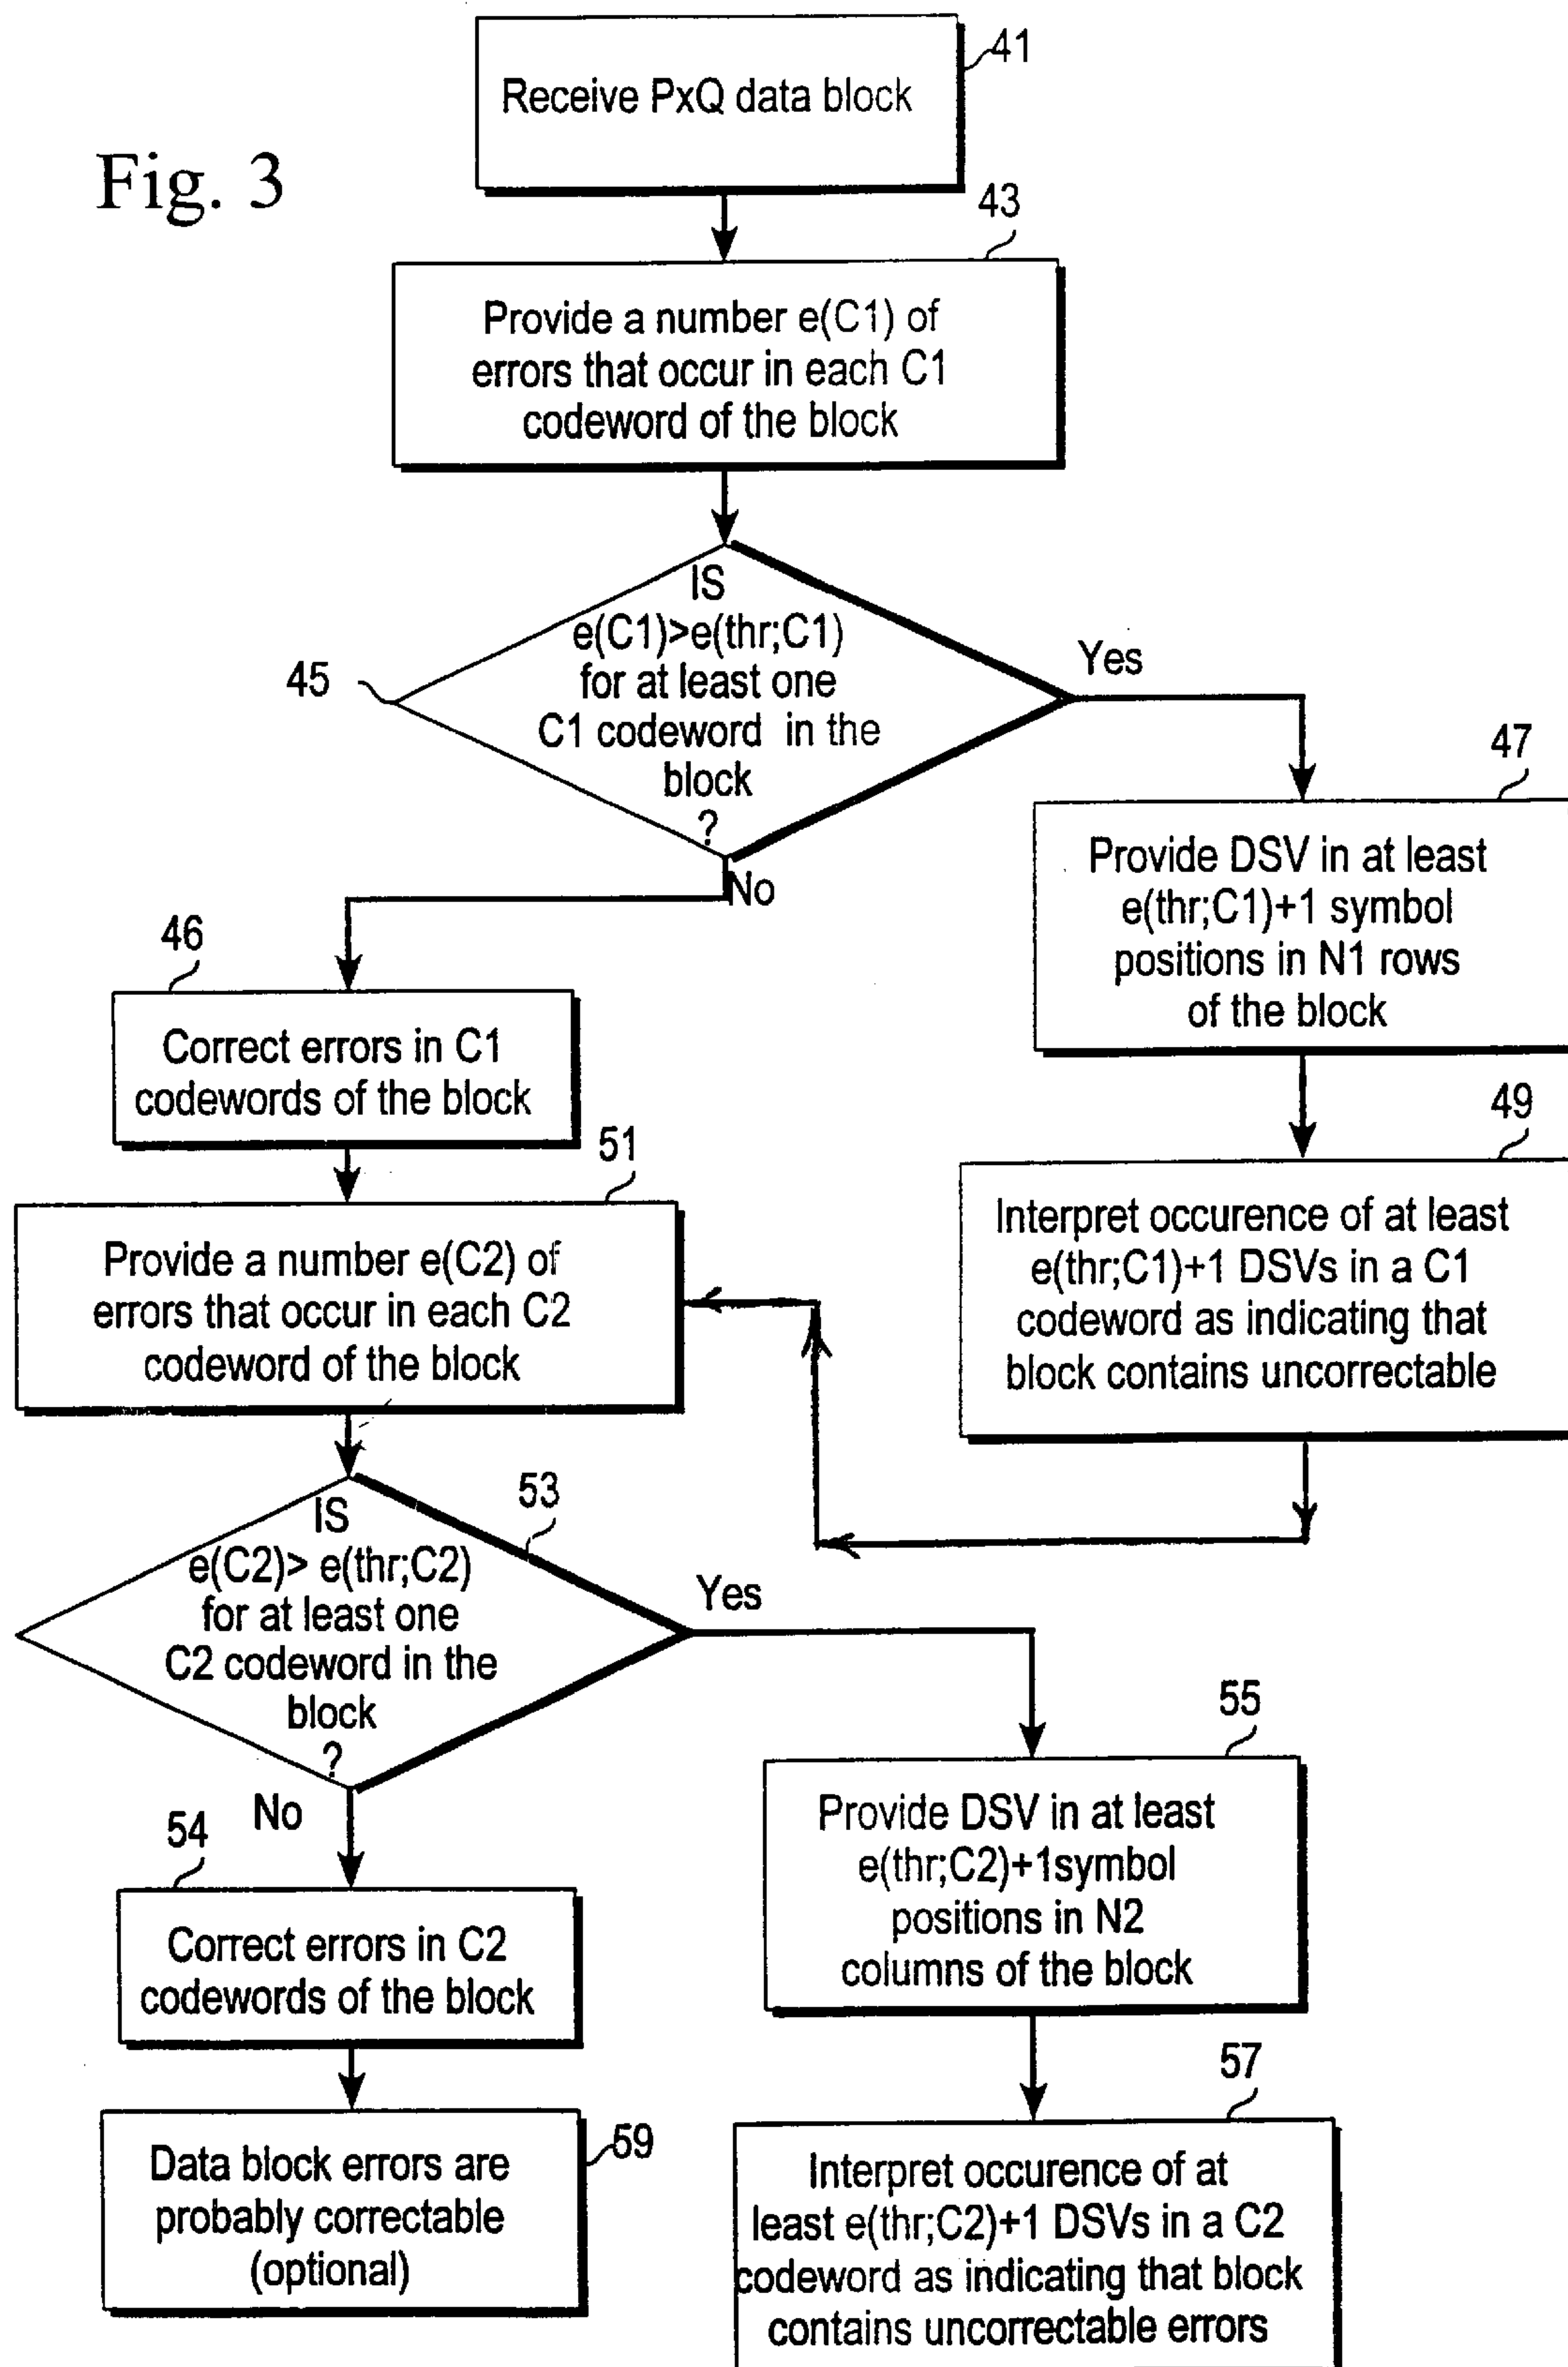 Fig. 3
Receive PxQ data block
41
43
Provide a number e(C1) of
errors that occur in each C1
codeword of the block
IS
e(C1)>e(thr;C1)
for at least one
C1 codeword in the
block
?
45
Yes
No
47
Provide DSV in at least
e(thr;C1)+1 symbol
positions in N1 rows
of the block
46
Correct errors in C1
codewords of the block
49
Interpret occurence of at least
e(thr;C1)+1 DSVs in a C1
codeword as indicating that
block contains uncorrectable
51
Provide a number e(C2) of
errors that occur in each C2
codeword of the block
53
IS
e(C2)> e(thr;C2)
for at least one
C2 codeword in the
block
?
Yes
No
55
Provide DSV in at least
e(thr;C2)+1symbol
positions in N2
columns of the block
54
Correct errors in C2
codewords of the block
57
Interpret occurence of at
least e(thr;C2)+1 DSVs in a C2
codeword as indicating that block
contains uncorrectable errors
59
Data block errors are
probably correctable
(optional)